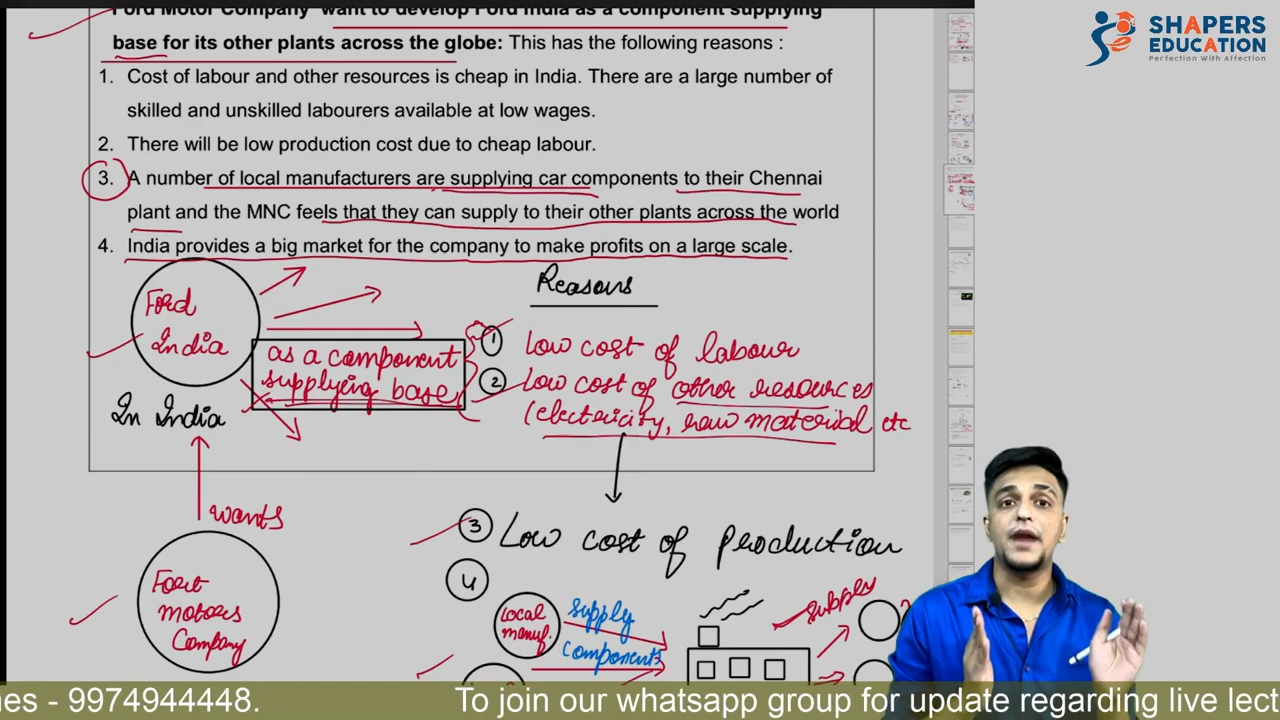 Ford Motor Company want to develop Ford India as a component supplying
base for its other plants across the globe: This has the following reasons :
1. Cost of labour and other resources is cheap in India. There are a large number of
skilled and unskilled labourers available at low wages.
2. There will be low production cost due to cheap labour.
3. A number of local manufacturers are supplying car components to their Chennai
plant and the MNC feels that they can supply to their other plants across the world
4. India provides a big market for the company to make profits on a large scale.
SHAPERS
EDUCATION
Perfection With Affection
Reasons
Ford
India
as a component
supplying base
In India
1 Low cost of labour
2 Low cost of other resources
(electricity, raw material etc
wants
3 Low cost of production
4
Fort
Motors
Company
Local
manuf.
supply
components
supply
nes - 9974944448.
To join our whatsapp group for update regarding live lect